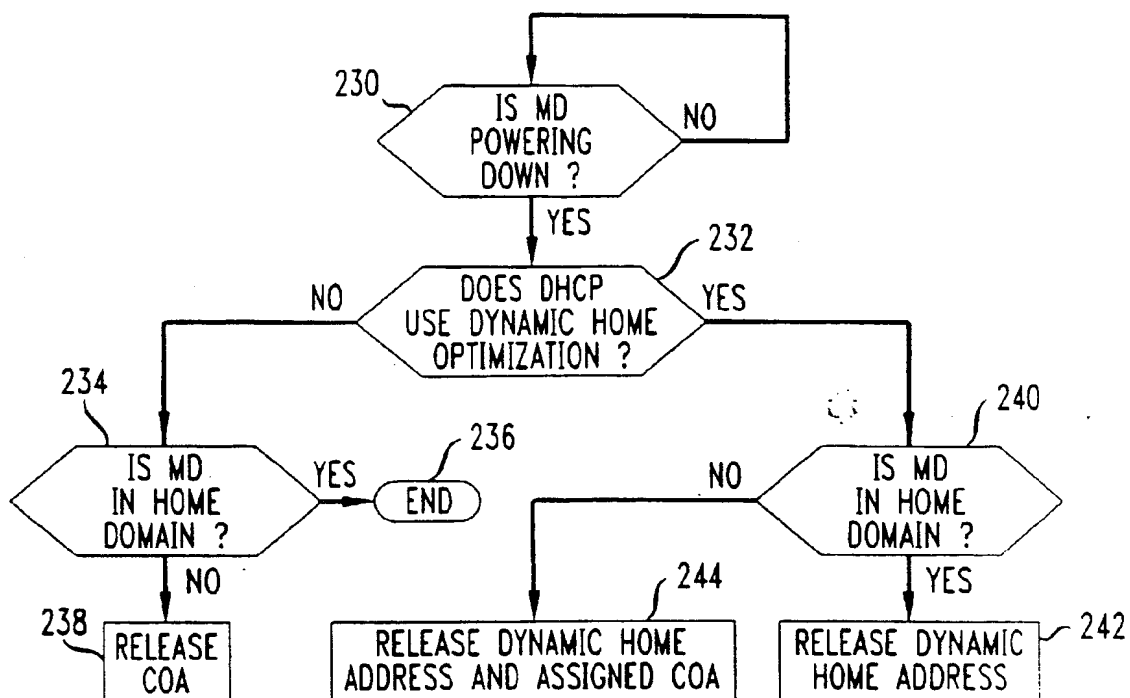 230
IS MD
POWERING
DOWN ?
NO
YES
232
DOES DHCP
USE DYNAMIC HOME
OPTIMIZATION ?
NO
YES
234
IS MD
IN HOME
DOMAIN ?
YES
236
END
NO
238
RELEASE
COA
240
IS MD
IN HOME
DOMAIN ?
NO
YES
244
RELEASE DYNAMIC HOME
ADDRESS AND ASSIGNED COA
242
RELEASE DYNAMIC
HOME ADDRESS